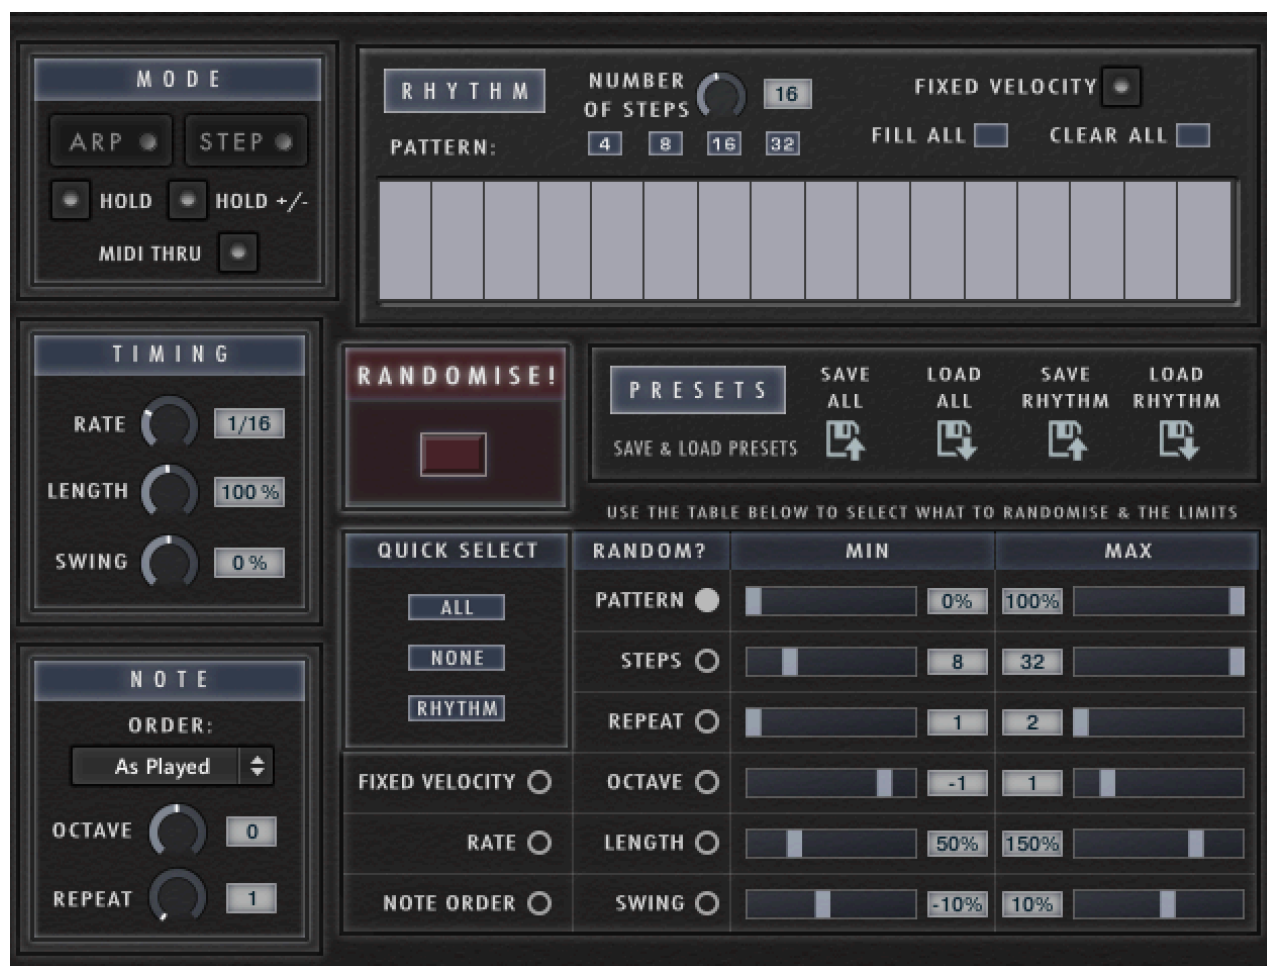 MODE
ARP
STEP
HOLD
HOLD +/-
MIDI THRU
RHYTHM
NUMBER
OF STEPS
16
FIXED VELOCITY
PATTERN:
4
8
16
32
FILL ALL
CLEAR ALL
TIMING
RATE
1/16
LENGTH
100 %
SWING
0 %
RANDOMISE!
PRESETS
SAVE & LOAD PRESETS
SAVE
ALL
LOAD
ALL
SAVE
RHYTHM
LOAD
RHYTHM
USE THE TABLE BELOW TO SELECT WHAT TO RANDOMISE & THE LIMITS
QUICK SELECT
ALL
NONE
RHYTHM
RANDOM?
MIN
MAX
PATTERN
0%
100%
STEPS
8
32
REPEAT
1
2
FIXED VELOCITY
OCTAVE
-1
1
RATE
LENGTH
50%
150%
NOTE ORDER
SWING
-10%
10%
NOTE
ORDER:
As Played
OCTAVE
0
REPEAT
1